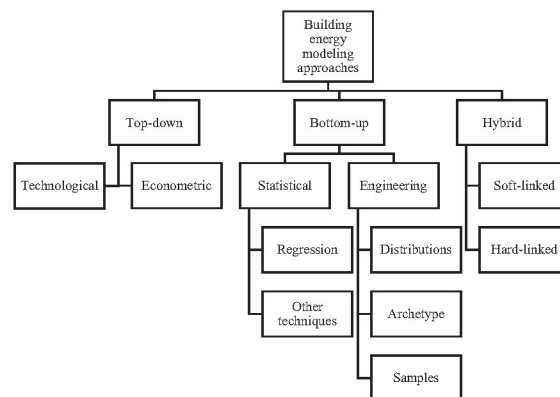 Building
energy
modeling
approaches
Top-down
Bottom-up
Hybrid
Technological
Econometric
Statistical
Engineering
Soft-linked
Regression
Distributions
Hard-linked
Other
techniques
Archetype
Samples